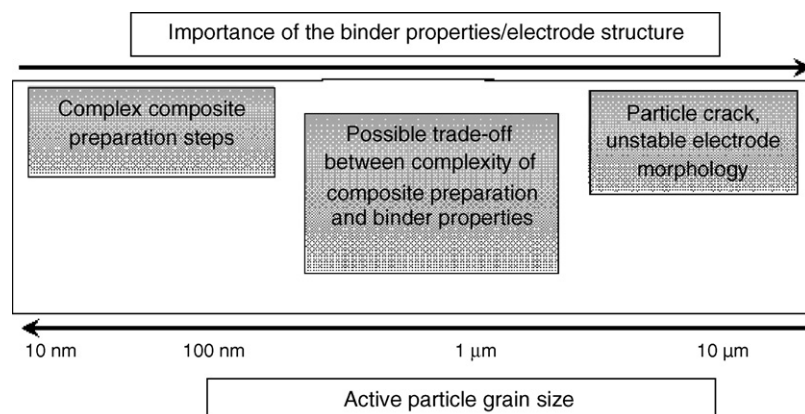 Importance of the binder properties/electrode structure
Complex composite
preparation steps
Possible trade-off
between complexity of
composite preparation
and binder properties
Particle crack,
unstable electrode
morphology
10 nm
100 nm
1 μm
10 μm
Active particle grain size